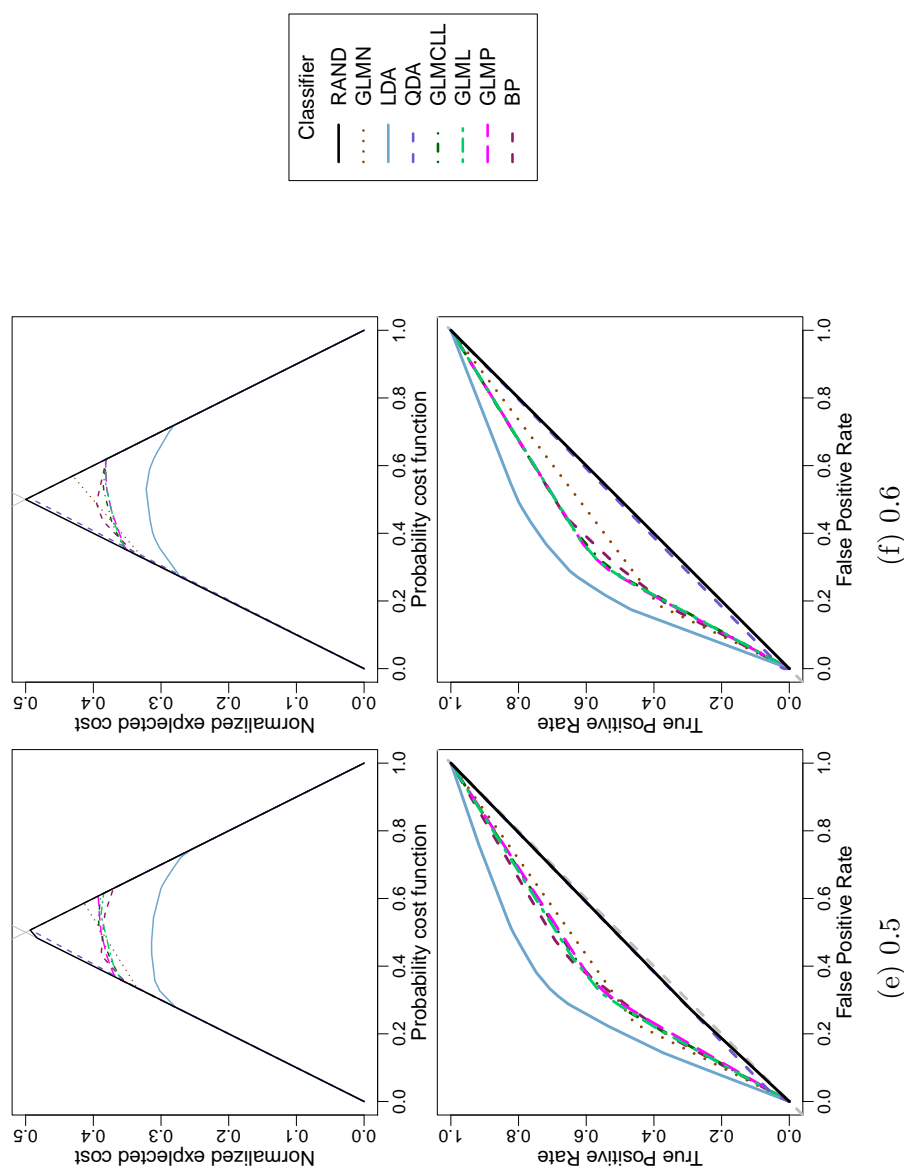 0.0 0.1 0.2 0.3 0.4 0.5
Normalized expected cost
0.0 0.2 0.4 0.6 0.8 1.0
Probability cost function
0.0 0.1 0.2 0.3 0.4 0.5
Normalized explected cost
0.0 0.2 0.4 0.6 0.8 1.0
Probability cost function
Classifier
RAND
GLMN
LDA
QDA
GLMCLL
GLML
GLMP
BP
0.0 0.2 0.4 0.6 0.8 1.0
True Positive Rate
0.0 0.2 0.4 0.6 0.8 1.0
False Positive Rate
(e) 0.5
0.0 0.2 0.4 0.6 0.8 1.0
True Positive Rate
0.0 0.2 0.4 0.6 0.8 1.0
False Positive Rate
(f) 0.6